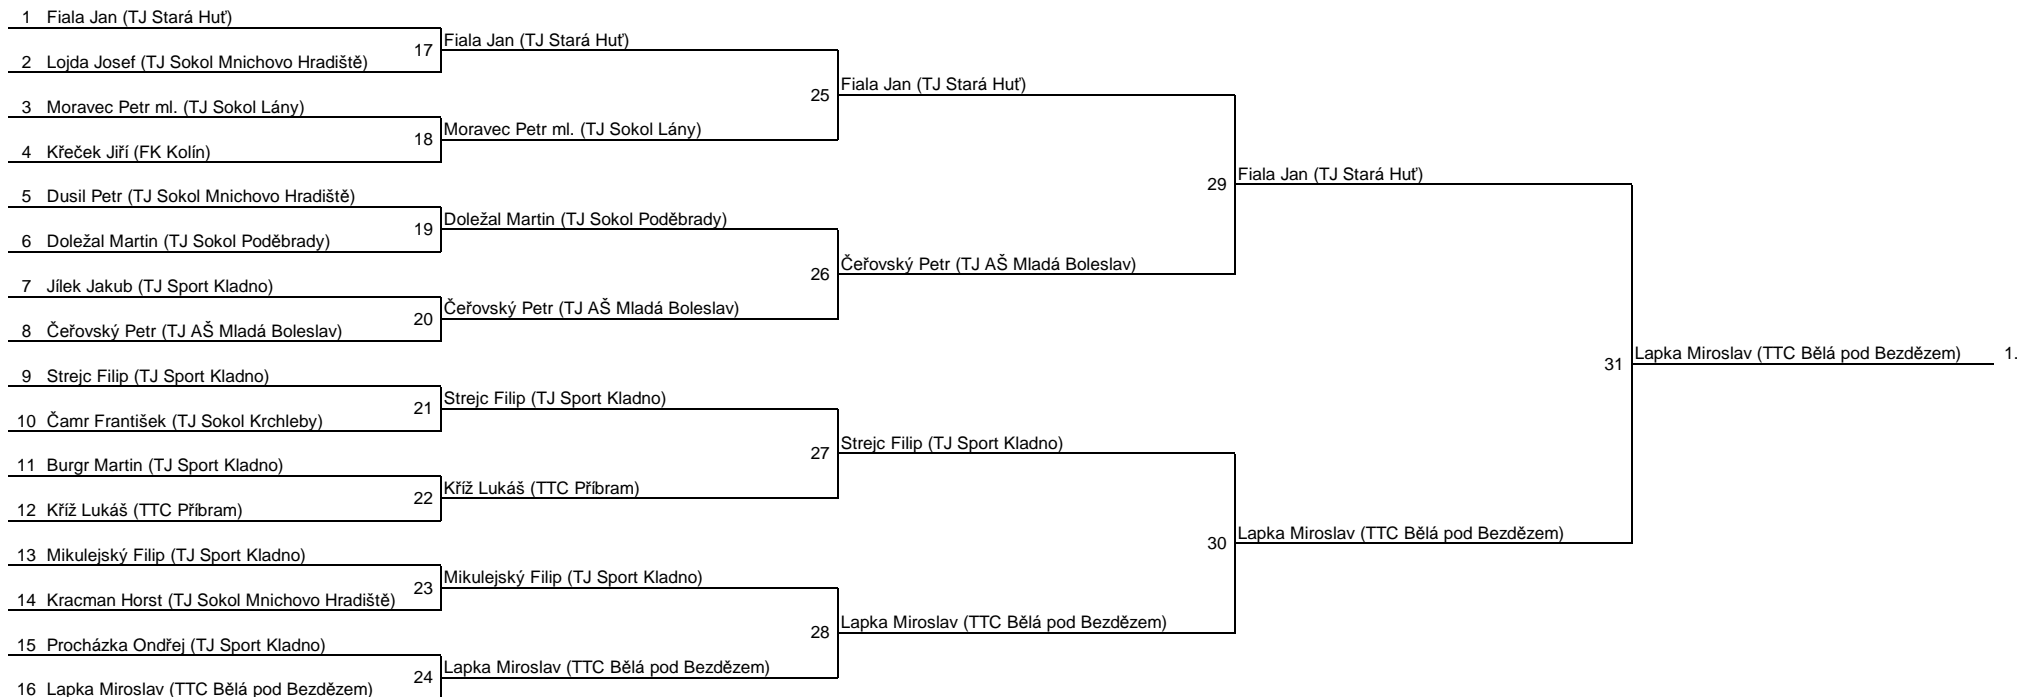 1 Fiala Jan (TJ Stará Huť)
17 Fiala Jan (TJ Stará Huť)
2 Lojda Josef (TJ Sokol Mnichovo Hradiště)
25 Fiala Jan (TJ Stará Huť)
3 Moravec Petr ml. (TJ Sokol Lány)
18 Moravec Petr ml. (TJ Sokol Lány)
4 Křeček Jiří (FK Kolín)
29 Fiala Jan (TJ Stará Huť)
5 Dusil Petr (TJ Sokol Mnichovo Hradiště)
19 Doležal Martin (TJ Sokol Poděbrady)
6 Doležal Martin (TJ Sokol Poděbrady)
26 Čeřovský Petr (TJ AŠ Mladá Boleslav)
7 Jílek Jakub (TJ Sport Kladno)
20 Čeřovský Petr (TJ AŠ Mladá Boleslav)
8 Čeřovský Petr (TJ AŠ Mladá Boleslav)
31 Lapka Miroslav (TTC Bělá pod Bezdězem) 1.
9 Strejc Filip (TJ Sport Kladno)
21 Strejc Filip (TJ Sport Kladno)
10 Čamr František (TJ Sokol Krchleby)
27 Strejc Filip (TJ Sport Kladno)
11 Burgr Martin (TJ Sport Kladno)
22 Kříž Lukáš (TTC Příbram)
12 Kříž Lukáš (TTC Příbram)
30 Lapka Miroslav (TTC Bělá pod Bezdězem)
13 Mikulejský Filip (TJ Sport Kladno)
23 Mikulejský Filip (TJ Sport Kladno)
14 Kracman Horst (TJ Sokol Mnichovo Hradiště)
28 Lapka Miroslav (TTC Bělá pod Bezdězem)
15 Procházka Ondřej (TJ Sport Kladno)
24 Lapka Miroslav (TTC Bělá pod Bezdězem)
16 Lapka Miroslav (TTC Bělá pod Bezdězem)